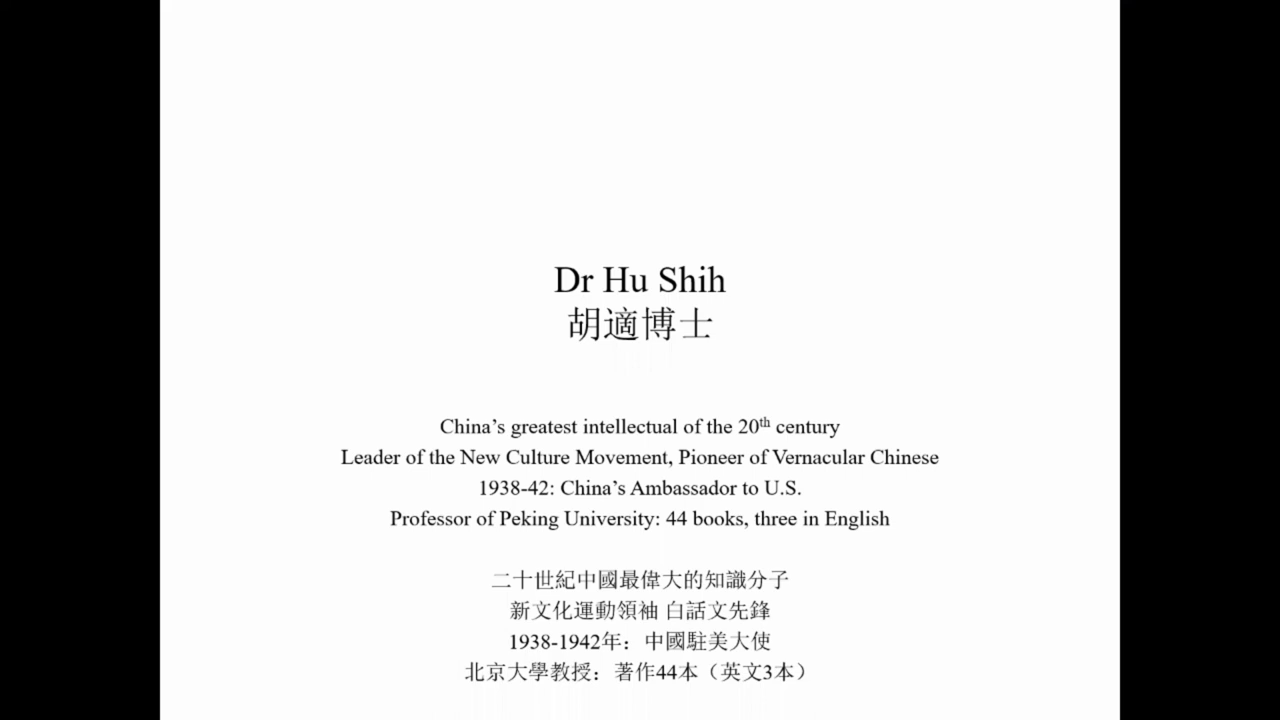 Dr Hu Shih
胡適博士
China’s greatest intellectual of the 20th century
Leader of the New Culture Movement, Pioneer of Vernacular Chinese
1938-42: China’s Ambassador to U.S.
Professor of Peking University: 44 books, three in English
二十世紀中國最偉大的知識分子
新文化運動領袖 白話文先鋒
1938-1942年：中國駐美大使
北京大學教授：著作44本（英文3本）